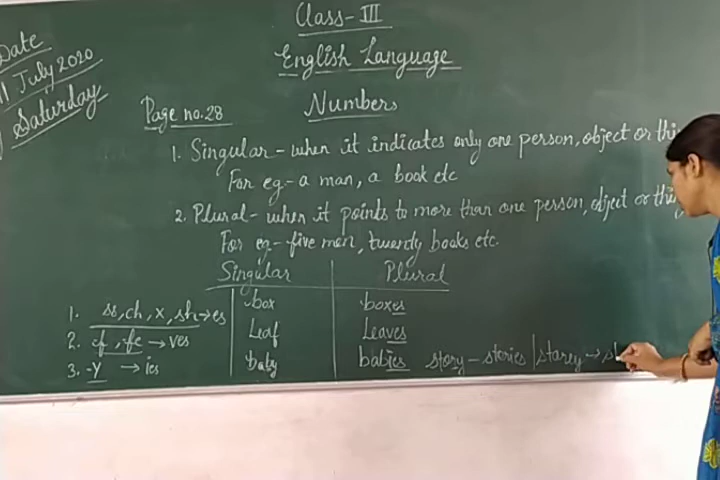 Class-III
English Language
Date
11 July 2020
Saturday
Page no.28
Numbers
1. Singular - when it indicates only one person, object or thi
For eg - a man, a book etc
2. Plural - when it points to more than one person, object or thing
For eg - five men, twenty books etc.
Singular Plural
1. ss, ch, x, sh → es box boxes
2. f, fe → ves Leaf Leaves
3. -Y → ies baby babies story - stories | storey → st